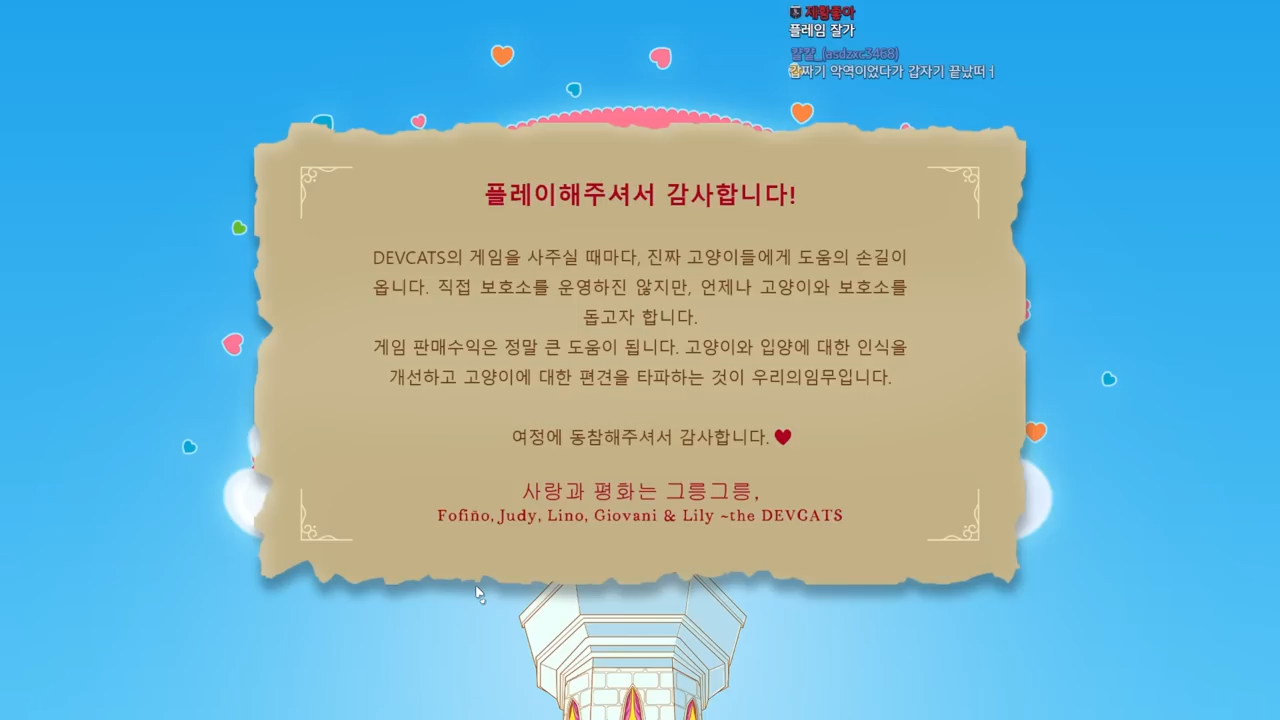 제황좋아
플레임 잘가
걀걀_(asdzxc3468)
갑짜기 악역이었다가 갑자기 끝났떠ㅕ
플레이해주셔서 감사합니다!
DEVCATS의 게임을 사주실 때마다, 진짜 고양이들에게 도움의 손길이
옵니다. 직접 보호소를 운영하진 않지만, 언제나 고양이와 보호소를
돕고자 합니다.
게임 판매수익은 정말 큰 도움이 됩니다. 고양이와 입양에 대한 인식을
개선하고 고양이에 대한 편견을 타파하는 것이 우리의임무입니다.
여정에 동참해주셔서 감사합니다.
사랑과 평화는 그릉그릉,
Fofiño, Judy, Lino, Giovani & Lily ~the DEVCATS